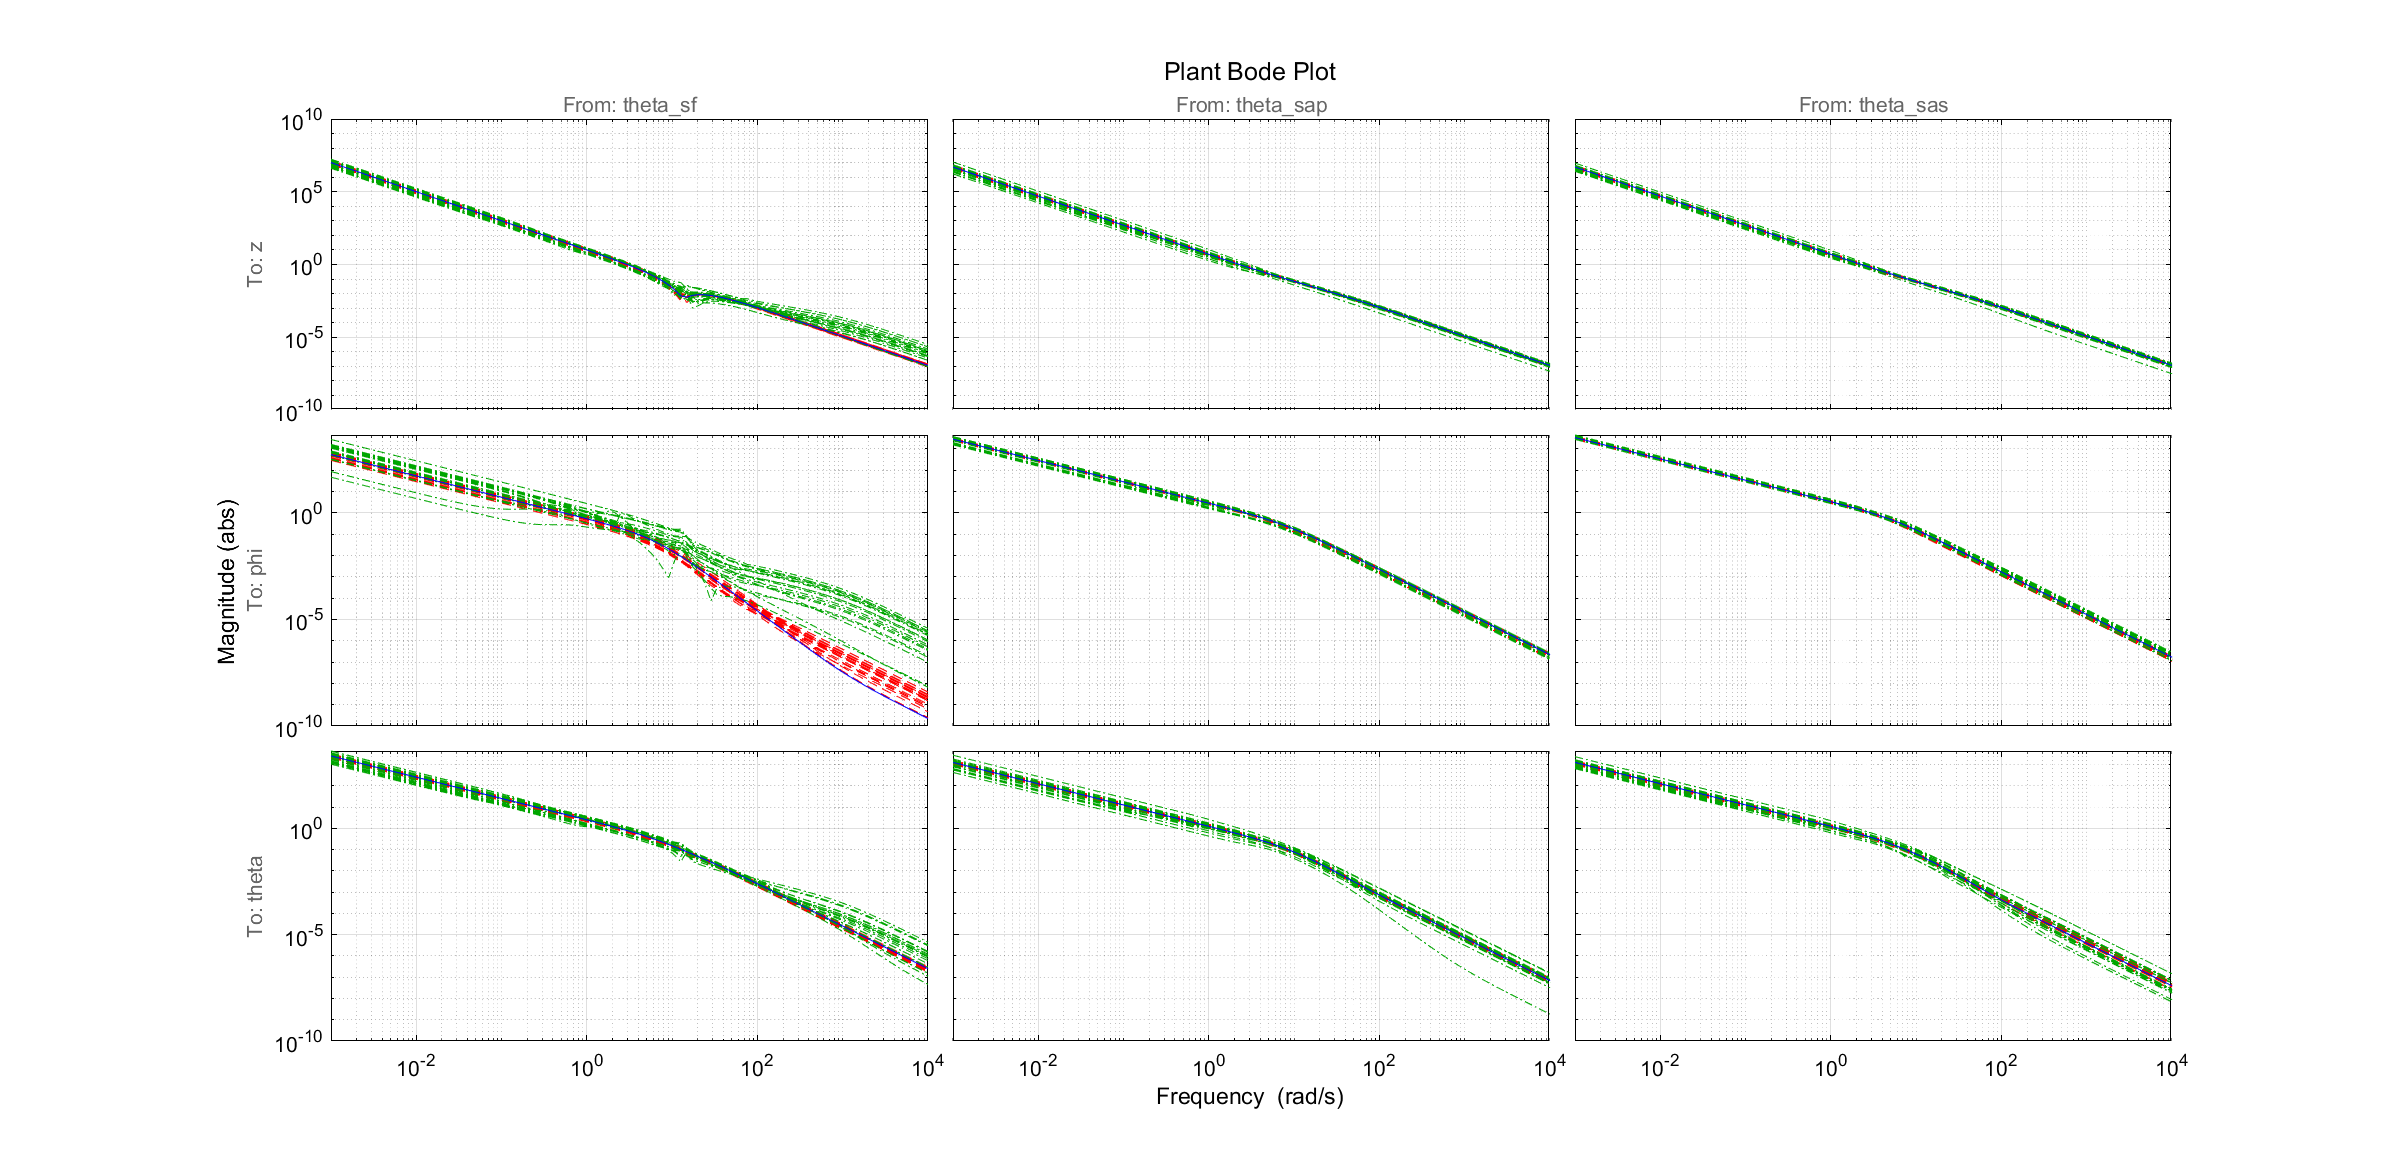 Plant Bode Plot
From: theta_sf
From: theta_sap
From: theta_sas
10^10
10^5
10^0
10^-5
10^-10
To: z
10^0
10^-5
10^-10
To: phi
Magnitude (abs)
10^0
10^-5
10^-10
To: theta
10^-2 10^0 10^2 10^4
10^-2 10^0 10^2 10^4
10^-2 10^0 10^2 10^4
Frequency (rad/s)